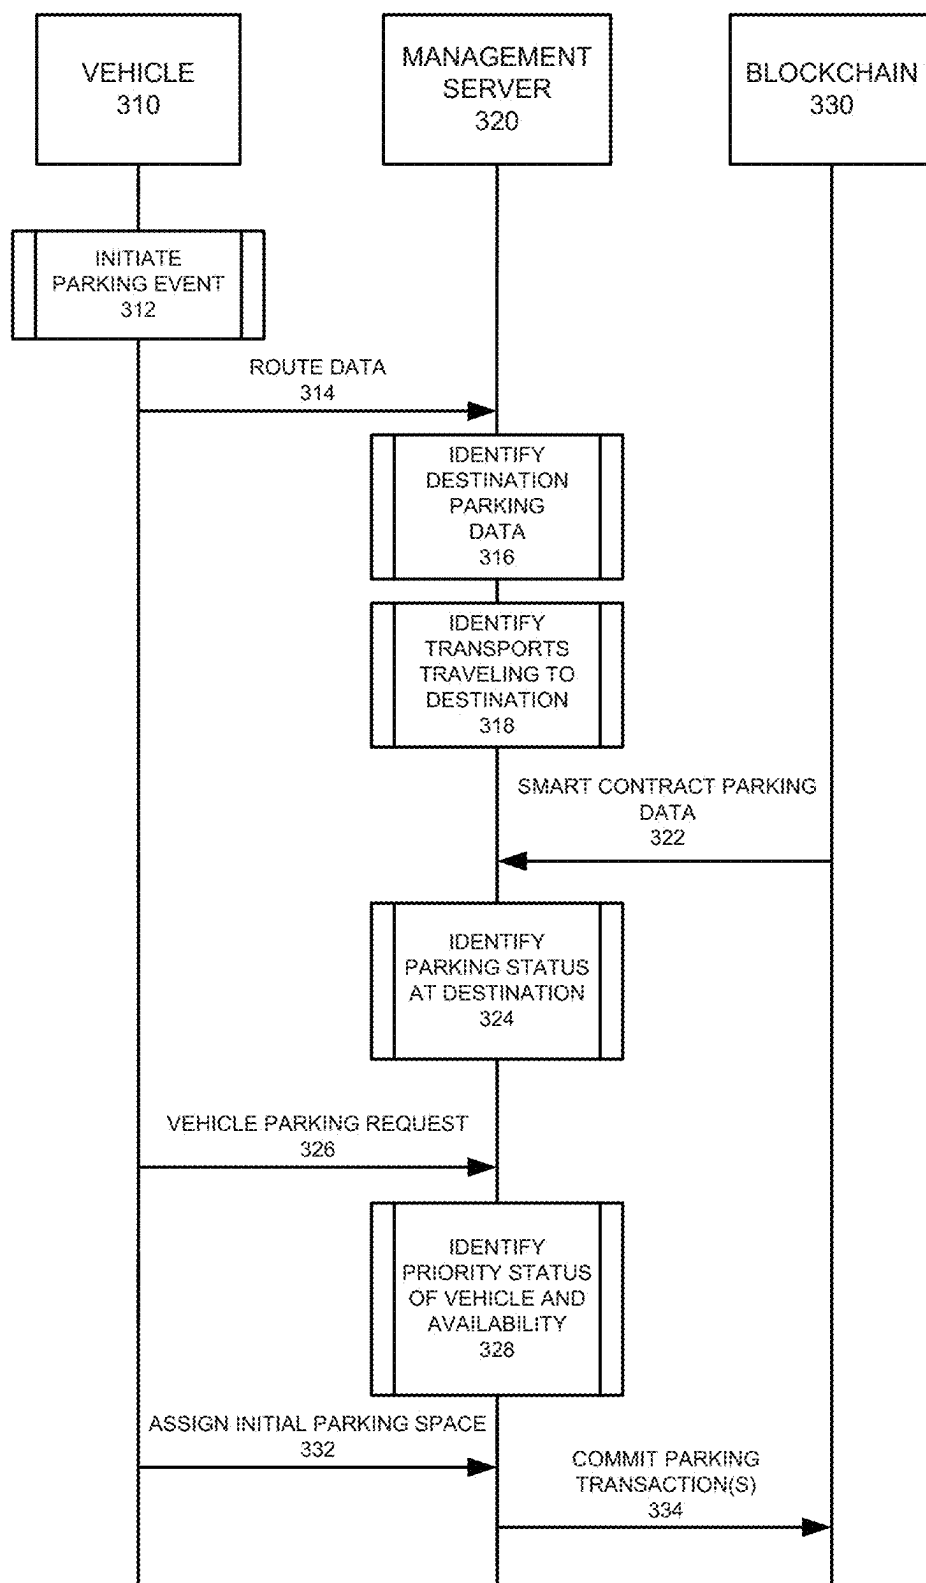 VEHICLE
310
MANAGEMENT
SERVER
320
BLOCKCHAIN
330
INITIATE
PARKING EVENT
312
ROUTE DATA
314
IDENTIFY
DESTINATION
PARKING
DATA
316
IDENTIFY
TRANSPORTS
TRAVELING TO
DESTINATION
318
SMART CONTRACT PARKING
DATA
322
IDENTIFY
PARKING STATUS
AT DESTINATION
324
VEHICLE PARKING REQUEST
326
IDENTIFY
PRIORITY STATUS
OF VEHICLE AND
AVAILABILITY
328
ASSIGN INITIAL PARKING SPACE
332
COMMIT PARKING
TRANSACTION(S)
334